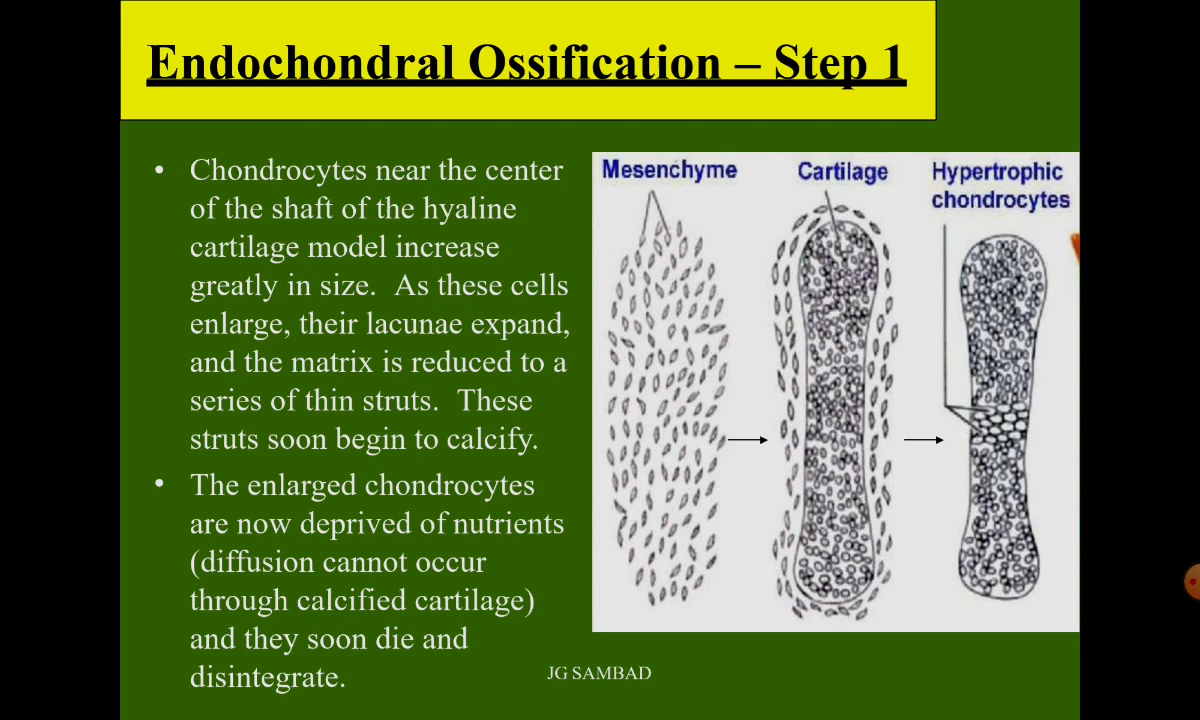 Endochondral Ossification – Step 1
• Chondrocytes near the center
of the shaft of the hyaline
cartilage model increase
greatly in size. As these cells
enlarge, their lacunae expand,
and the matrix is reduced to a
series of thin struts. These
struts soon begin to calcify.
• The enlarged chondrocytes
are now deprived of nutrients
(diffusion cannot occur
through calcified cartilage)
and they soon die and
disintegrate.
Mesenchyme
Cartilage
Hypertrophic
chondrocytes
JG SAMBAD